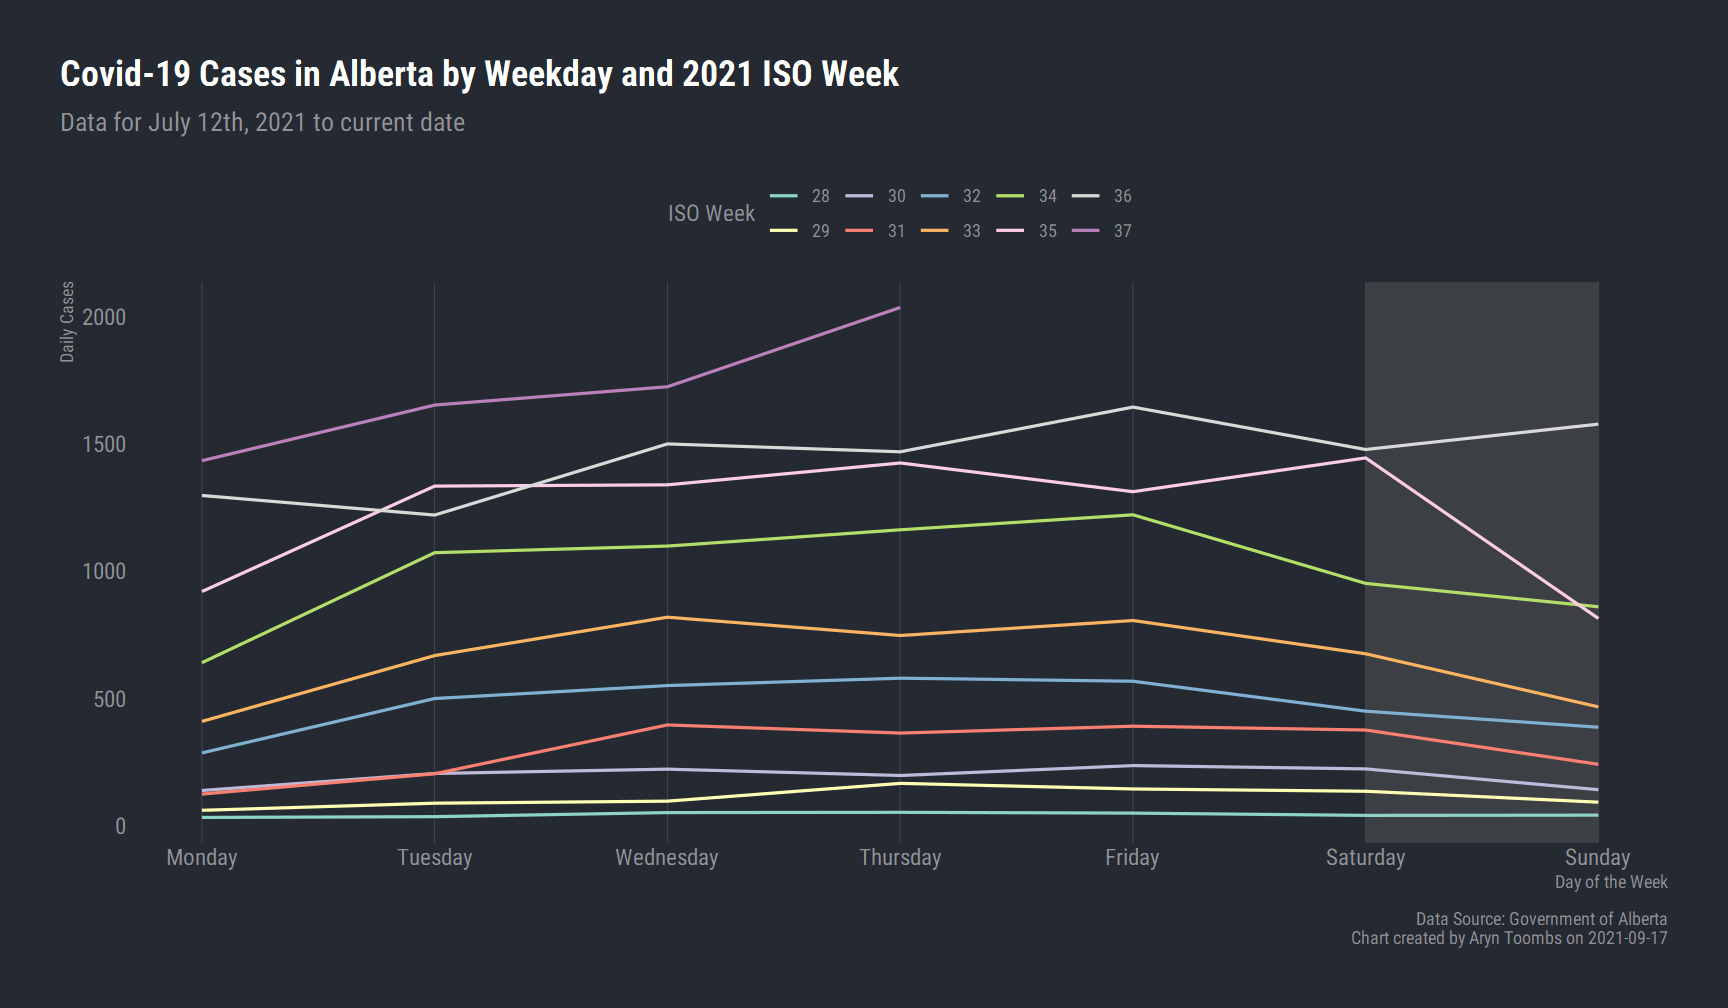 Covid-19 Cases in Alberta by Weekday and 2021 ISO Week
Data for July 12th, 2021 to current date
ISO Week
28 30 32 34 36
29 31 33 35 37
Daily Cases
2000
1500
1000
500
0
Monday Tuesday Wednesday Thursday Friday Saturday Sunday
Day of the Week
Data Source: Government of Alberta
Chart created by Aryn Toombs on 2021-09-17